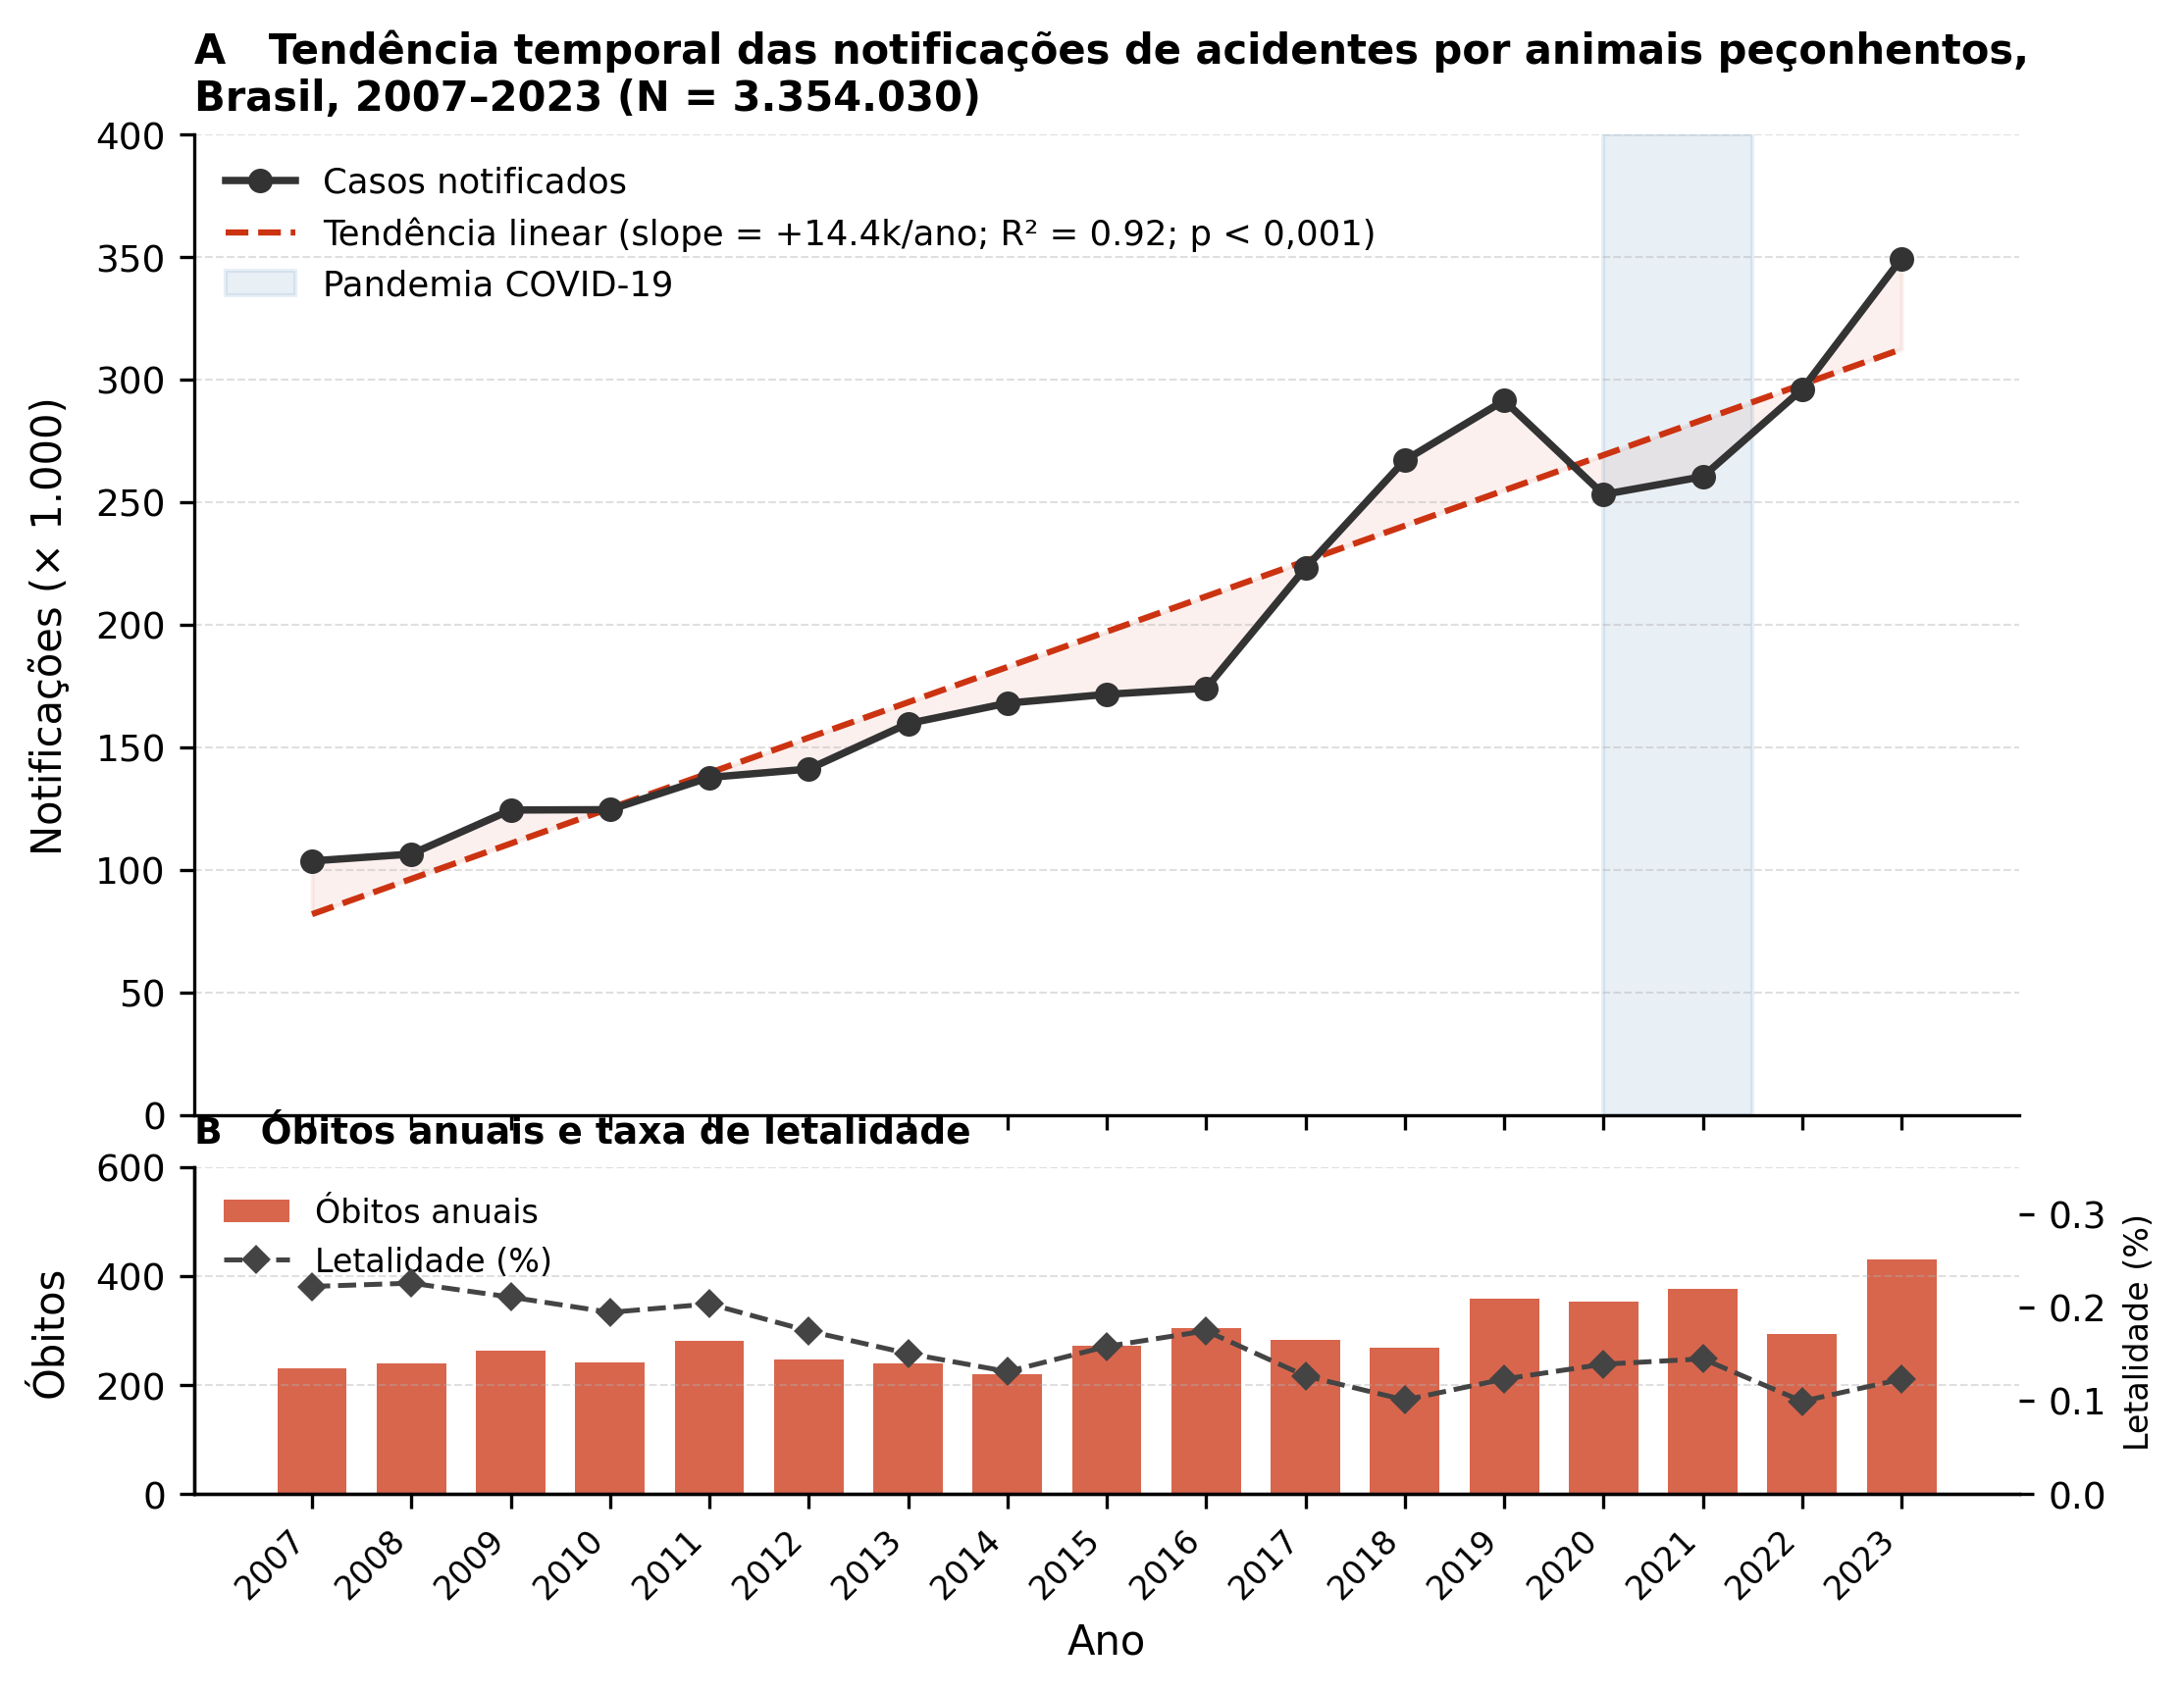 A Tendência temporal das notificações de acidentes por animais peçonhentos,
Brasil, 2007–2023 (N = 3.354.030)
Notificações (× 1.000)
400
350
300
250
200
150
100
50
0
Casos notificados
Tendência linear (slope = +14.4k/ano; R² = 0.92; p < 0,001)
Pandemia COVID-19
B Óbitos anuais e taxa de letalidade
Óbitos
600
400
200
0
Óbitos anuais
Letalidade (%)
0.3
0.2
0.1
0.0
Letalidade (%)
2007
2008
2009
2010
2011
2012
2013
2014
2015
2016
2017
2018
2019
2020
2021
2022
2023
Ano